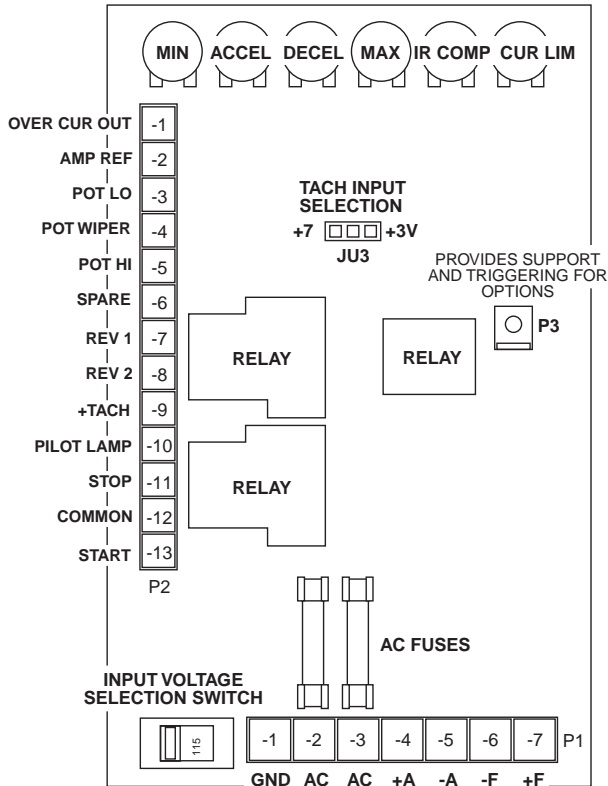 MIN ACCEL DECEL MAX IR COMP CUR LIM
OVER CUR OUT -1
AMP REF -2
POT LO -3
POT WIPER -4
POT HI -5
SPARE -6
REV 1 -7
REV 2 -8
+TACH -9
PILOT LAMP -10
STOP -11
COMMON -12
START -13
P2
TACH INPUT
SELECTION
+7 +3V
JU3
PROVIDES SUPPORT
AND TRIGGERING FOR
OPTIONS
P3
RELAY
RELAY
RELAY
AC FUSES
INPUT VOLTAGE
SELECTION SWITCH
115
-1 -2 -3 -4 -5 -6 -7 P1
GND AC AC +A -A -F +F